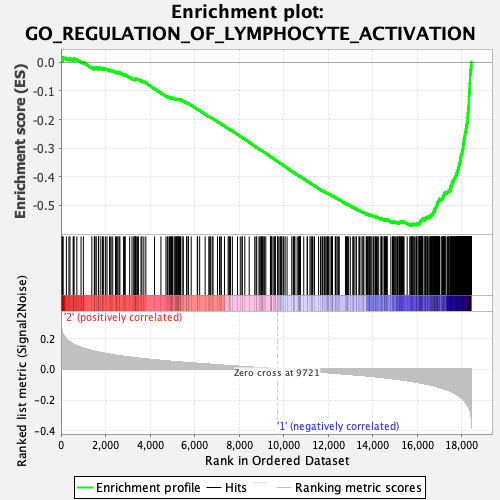 Enrichment plot:
GO_REGULATION_OF_LYMPHOCYTE_ACTIVATION
Enrichment score (ES)
0.0
-0.1
-0.2
-0.3
-0.4
-0.5
Ranked list metric (Signal2Noise)
'2' (positively correlated)
0.2
0.0
-0.2
-0.4
Zero cross at 9721
'1' (negatively correlated)
0
2,000
4,000
6,000
8,000
10,000
12,000
14,000
16,000
18,000
Rank in Ordered Dataset
Enrichment profile
Hits
Ranking metric scores